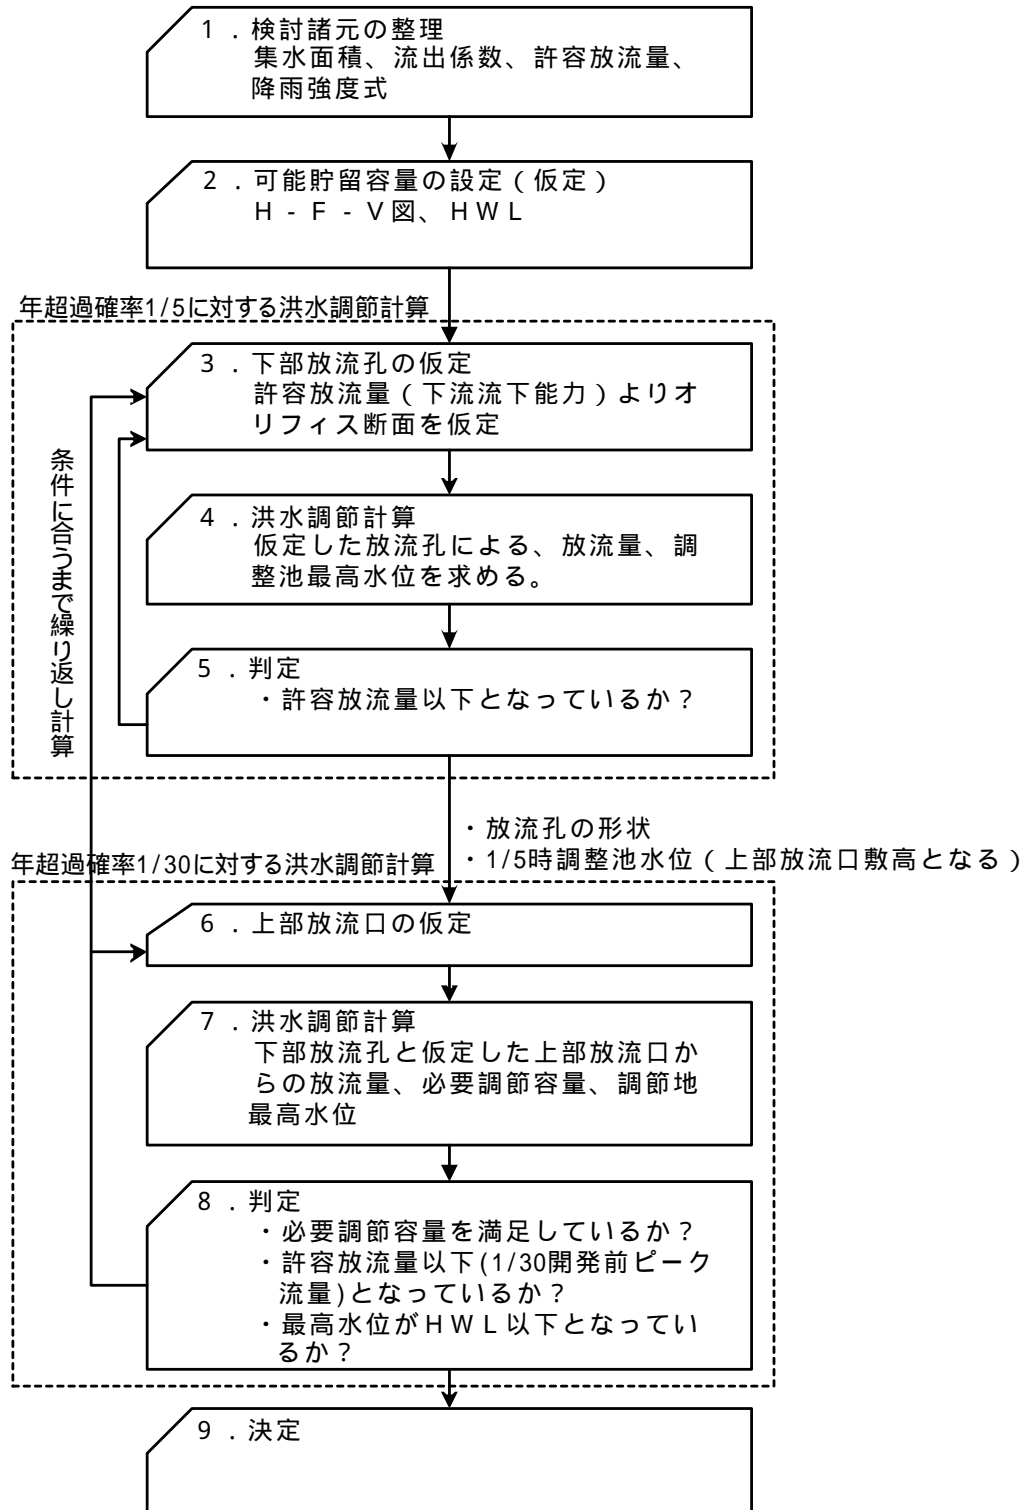 1．検討諸元の整理
集水面積、流出係数、許容放流量、
降雨強度式
2．可能貯留容量の設定（仮定）
H-F-V図、HWL
年超過確率1/5に対する洪水調節計算
3．下部放流孔の仮定
許容放流量（下流流下能力）よりオ
リフィス断面を仮定
条件に合うまで繰り返し計算
4．洪水調節計算
仮定した放流孔による、放流量、調
整池最高水位を求める。
5．判定
・許容放流量以下となっているか？
・放流孔の形状
・1/5時調整池水位（上部放流口敷高となる）
年超過確率1/30に対する洪水調節計算
6．上部放流口の仮定
7．洪水調節計算
下部放流孔と仮定した上部放流口か
らの放流量、必要調節容量、調節地
最高水位
8．判定
・必要調節容量を満足しているか？
・許容放流量以下(1/30開発前ピーク
流量)となっているか？
・最高水位がHWL以下となってい
るか？
9．決定